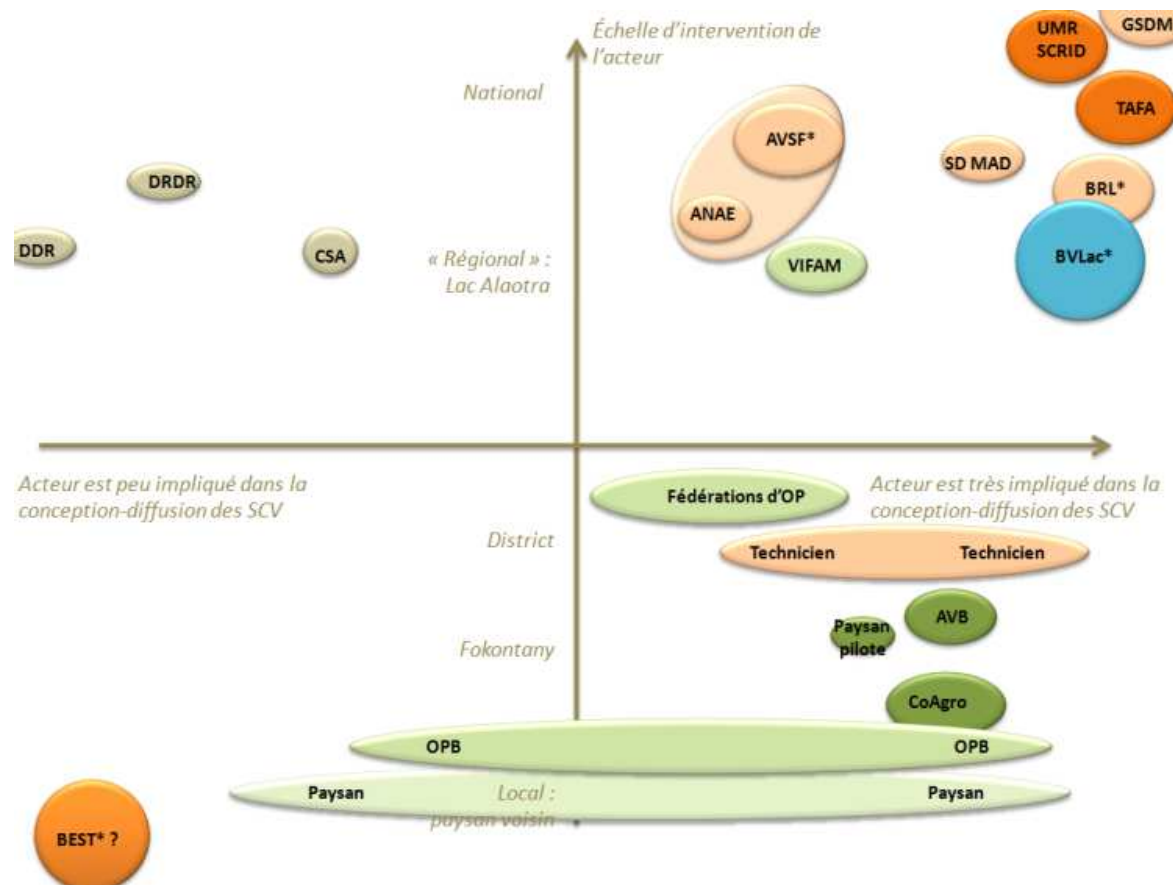 Échelle d'intervention de
l'acteur
UMR
SCRID
GSDM
National
TAFA
AVSF*
SD MAD
DRDR
BRL*
ANAE
DDR
CSA
« Régional » :
Lac Alaotra
VIFAM
BVLac*
Acteur est peu impliqué dans la
conception-diffusion des SCV
Fédérations d'OP
Acteur est très impliqué dans la
conception-diffusion des SCV
District
Technicien
Technicien
AVB
Paysan
pilote
Fokontany
CoAgro
OPB
OPB
Paysan
Local :
paysan voisin
Paysan
BEST* ?